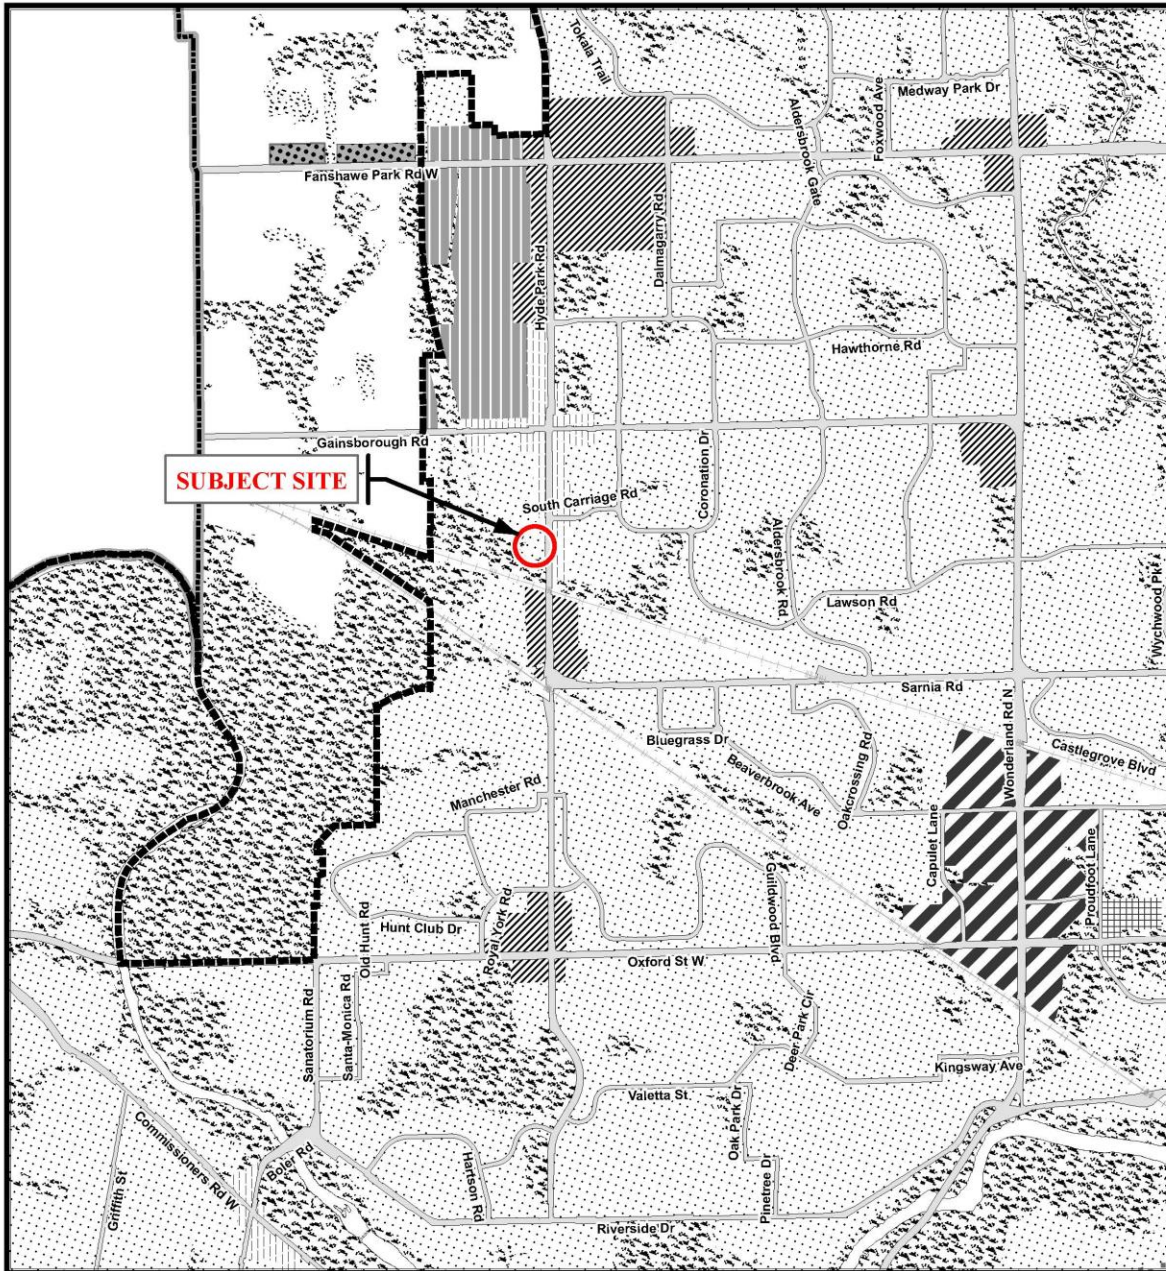 Tokala Trail
Medway Park Dr
Foxwood Ave
Aldersbrook Gate
Fanshawe Park Rd W
Dalmagarry Rd
Hyde Park Rd
Hawthorne Rd
Gainsborough Rd
Coronation Dr
SUBJECT SITE
South Carriage Rd
Aldersbrook Rd
Lawson Rd
Wychwood Pk
Sarnia Rd
Wonderland Rd N
Bluegrass Dr
Castlegrove Blvd
Beaverbrook Ave
Oakcrossing Rd
Manchester Rd
Capulet Lane
Proudfoot Lane
Guildwood Blvd
Royal York Rd
Old Hunt Rd
Hunt Club Dr
Oxford St W
Sanatorium Rd
Santa-Monica Rd
Deer Park Cir
Kingsway Ave
Valetta St
Oak Park Dr
Commissioners Rd W
Boler Rd
Hartson Rd
Pinetree Dr
Griffith St
Riverside Dr